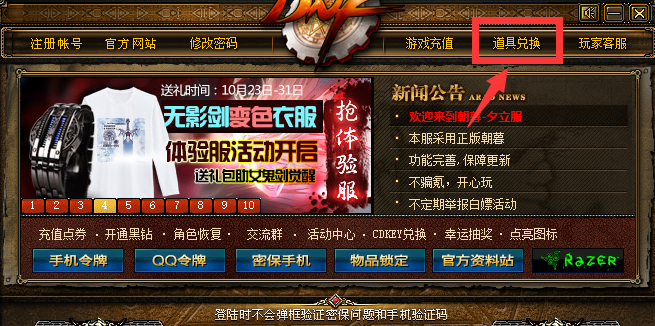 DNF
注册帐号 官方网站 修改密码 游戏充值 道具兑换 玩家客服
送礼时间：10月23日-31日
无影剑变色衣服
体验服活动开启
送礼包助女鬼剑觉醒
抢体验服
1 2 3 4 5 6 7 8 9 10
新闻公告 NEWS
欢迎来到朝暮-夕立服
本服采用正版朝暮
功能完善,保障更新
不骗氪，开心玩
不定期举报白嫖活动
充值点券 · 开通黑钻 · 角色恢复 · 交流群 · 活动中心 · CDKEY兑换 · 幸运抽奖 · 点亮图标
手机令牌 QQ令牌 密保手机 物品锁定 官方资料站 RAZER
登陆时不会弹框验证密保问题和手机验证码